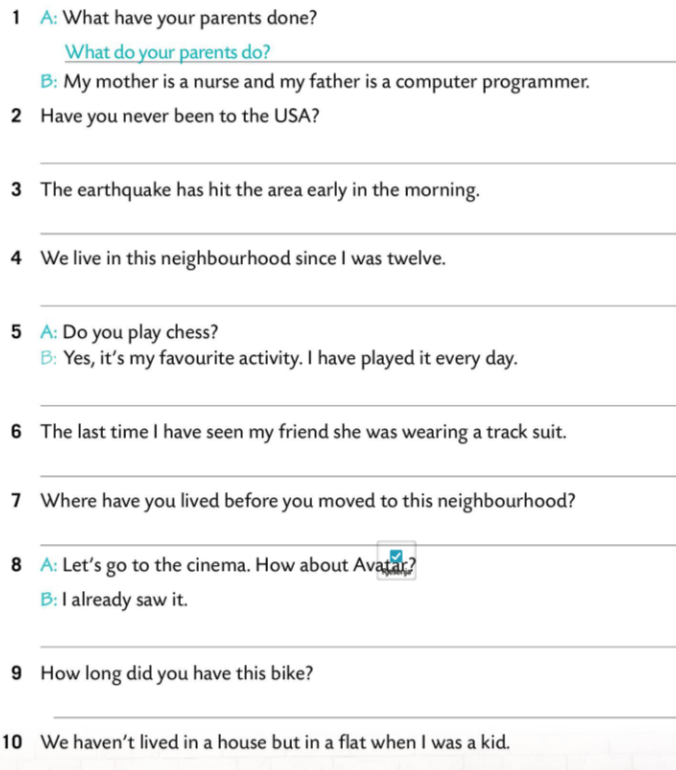 1 A: What have your parents done?
What do your parents do?
B: My mother is a nurse and my father is a computer programmer.
2 Have you never been to the USA?
3 The earthquake has hit the area early in the morning.
4 We live in this neighbourhood since I was twelve.
5 A: Do you play chess?
B: Yes, it's my favourite activity. I have played it every day.
6 The last time I have seen my friend she was wearing a track suit.
7 Where have you lived before you moved to this neighbourhood?
8 A: Let's go to the cinema. How about Avatar?
B: I already saw it.
9 How long did you have this bike?
10 We haven't lived in a house but in a flat when I was a kid.